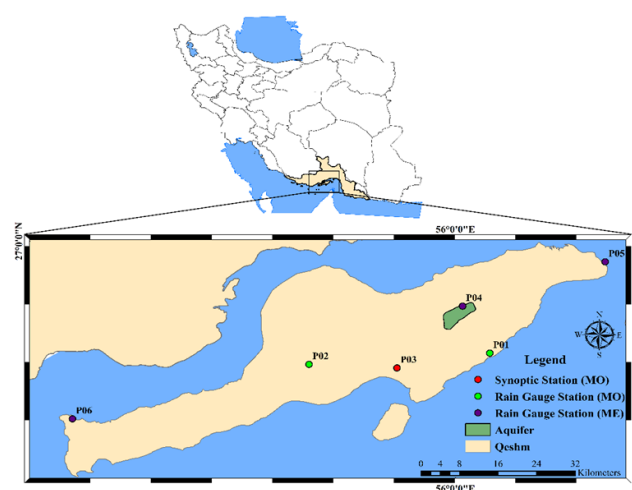 56°0'0"E
27°0'0"N
P05
P04
P01
P02
P03
P06
N
W
E
S
Legend
Synoptic Station (MO)
Rain Gauge Station (MO)
Rain Gauge Station (ME)
Aquifer
Qeshm
0 4 8 16 24 32
Kilometers
56°0'0"E